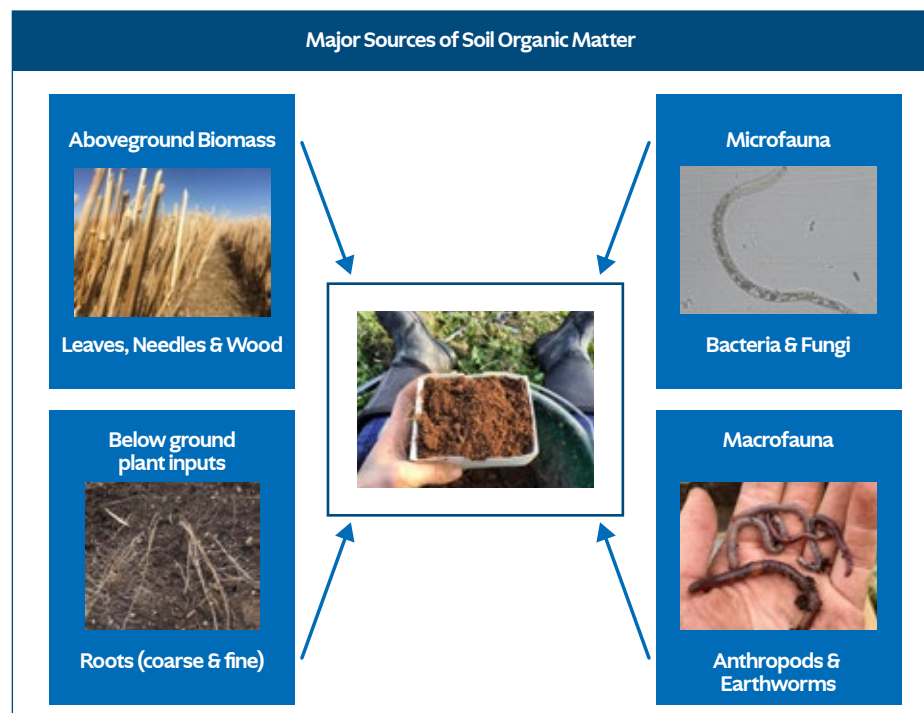 Major Sources of Soil Organic Matter
Aboveground Biomass
Leaves, Needles & Wood
Below ground
plant inputs
Roots (coarse & fine)
Microfauna
Bacteria & Fungi
Macrofauna
Anthropods &
Earthworms